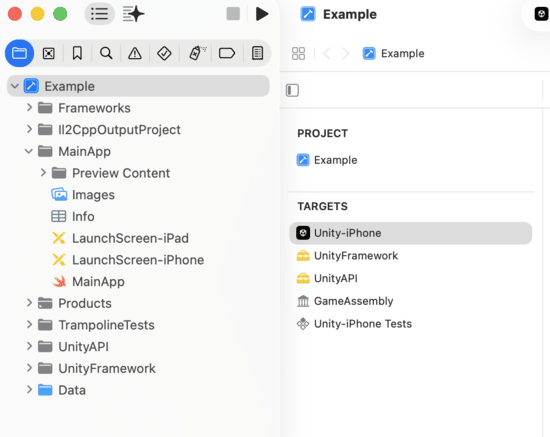 Example
Frameworks
Il2CppOutputProject
MainApp
Preview Content
Images
Info
LaunchScreen-iPad
LaunchScreen-iPhone
MainApp
Products
TrampolineTests
UnityAPI
UnityFramework
Data
Example
Example
PROJECT
Example
TARGETS
Unity-iPhone
UnityFramework
UnityAPI
GameAssembly
Unity-iPhone Tests